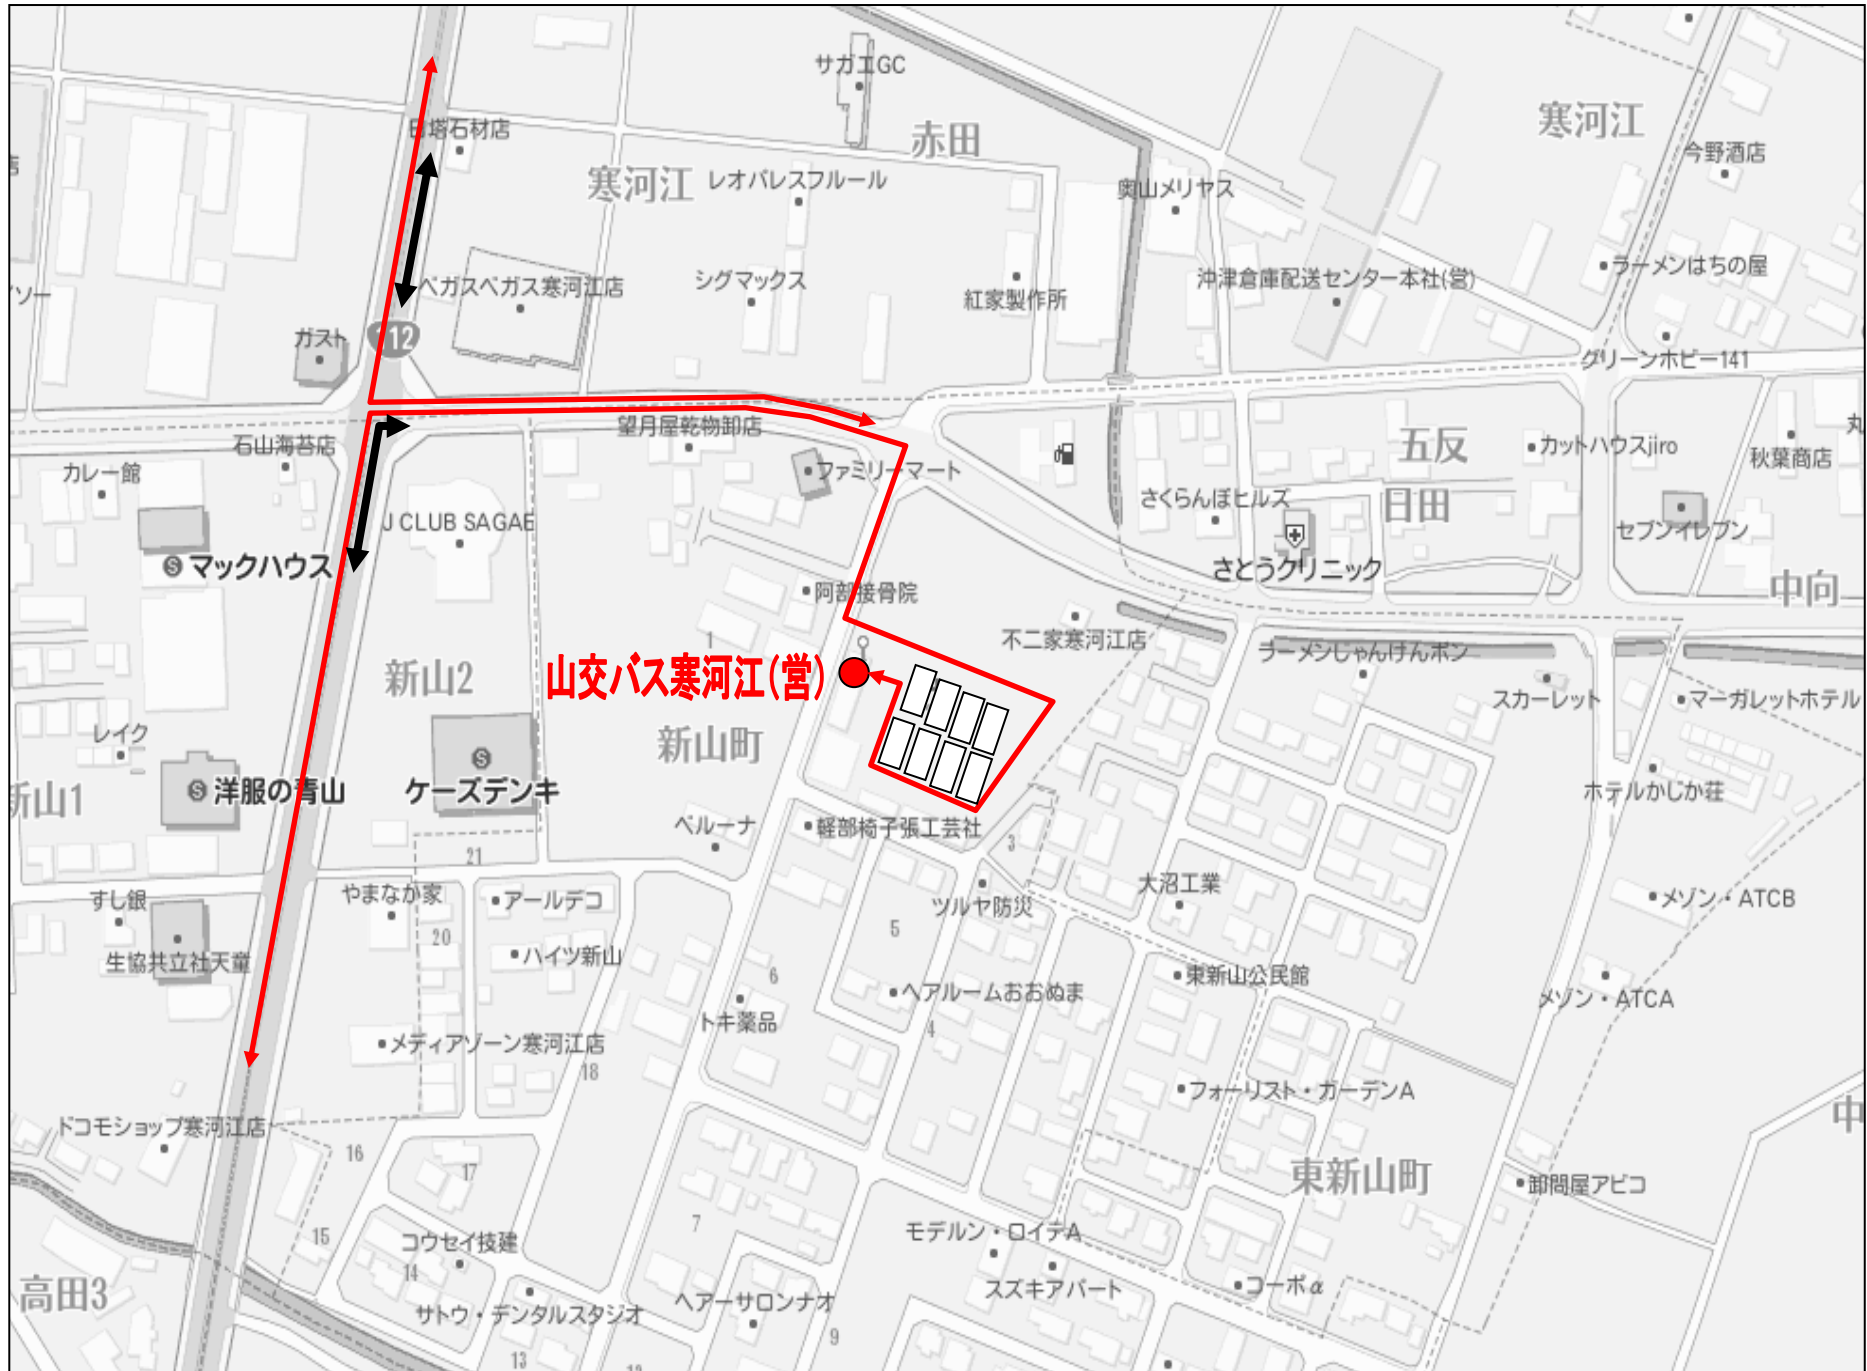 サガエGC
赤田
寒河江
寒河江
今野酒店
塔石材店
レオパレスフルール
奥山メリヤス
イソー
ベガスベガス寒河江店
シグマックス
紅家製作所
沖津倉庫配送センター本社(営)
ラーメンはちの屋
ガスト
112
グリーンホビー141
石山海苔店
望月屋乾物卸店
五反
カットハウスjiro
秋葉商店
カレー館
ファミリーマート
さくらんぼヒルズ
日田
J CLUB SAGAE
セブンイレブン
マックハウス
さとうクリニック
中向
阿部接骨院
1
不二家寒河江店
ラーメンじゃんけんポン
新山2
山交バス寒河江(営)
スカーレット
マーガレットホテル
レイク
新山町
新山1
洋服の青山
ケーズデンキ
ホテルかじか荘
ベルーナ
軽部椅子張工芸社
3
21
すし銀
やまなか家
アールデコ
大沼工業
ツルヤ防災
メゾン・ATCB
20
5
生協共立社天童
ハイツ新山
6
東新山公民館
ヘアルームおおぬま
メゾン・ATCA
トキ薬品
4
メディアゾーン寒河江店
18
フォーリスト・ガーデンA
中
ドコモショップ寒河江店
16
17
東新山町
卸問屋アビコ
7
15
コウセイ技建
モデルン・ロイデA
14
高田3
スズキアパート
コーポα
サトウ・デンタルスタジオ
ヘアーサロンナオ
9
13